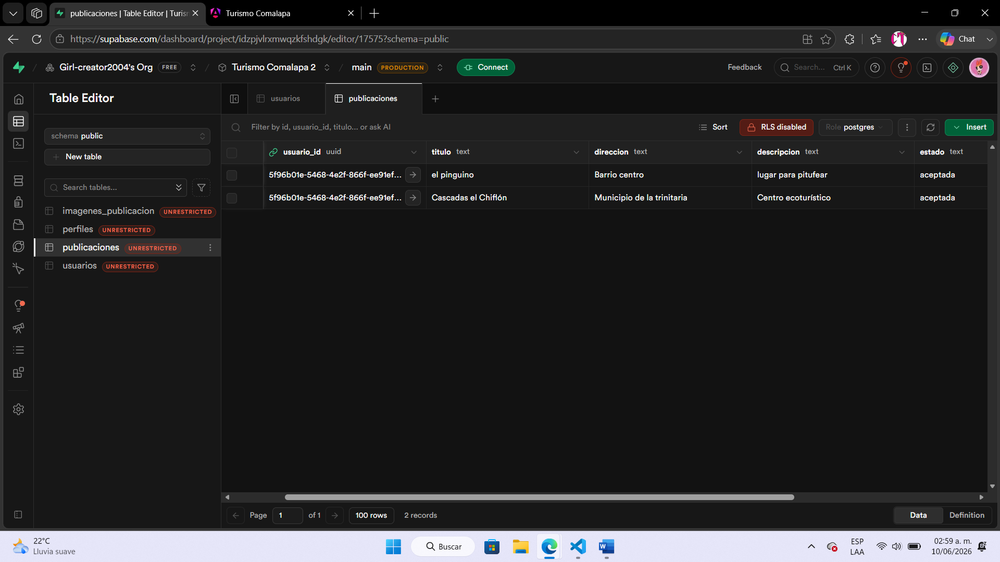 publicaciones | Table Editor | Turis
Turismo Comalapa
https://supabase.com/dashboard/project/idzpjvlrxmwqzkfshdgk/editor/17575?schema=public
Chat
Girl-creator2004's Org
FREE
Turismo Comalapa 2
main
PRODUCTION
Connect
Feedback
Search...
Ctrl K
Table Editor
usuarios
publicaciones
schema public
New table
Search tables...
imagenes_publicacion UNRESTRICTED
perfiles UNRESTRICTED
publicaciones UNRESTRICTED
usuarios UNRESTRICTED
Filter by id, usuario_id, titulo... or ask AI
Sort
RLS disabled
Role postgres
Insert
usuario_id uuid titulo text direccion text descripcion text estado text
5f96b01e-5468-4e2f-866f-ee91ef... el pinguino Barrio centro lugar para pitufear aceptada
5f96b01e-5468-4e2f-866f-ee91ef... Cascadas el Chiflón Municipio de la trinitaria Centro ecoturístico aceptada
Page 1 of 1 100 rows 2 records
Data Definition
22°C
Lluvia suave
Buscar
ESP
LAA
02:59 a. m.
10/06/2026